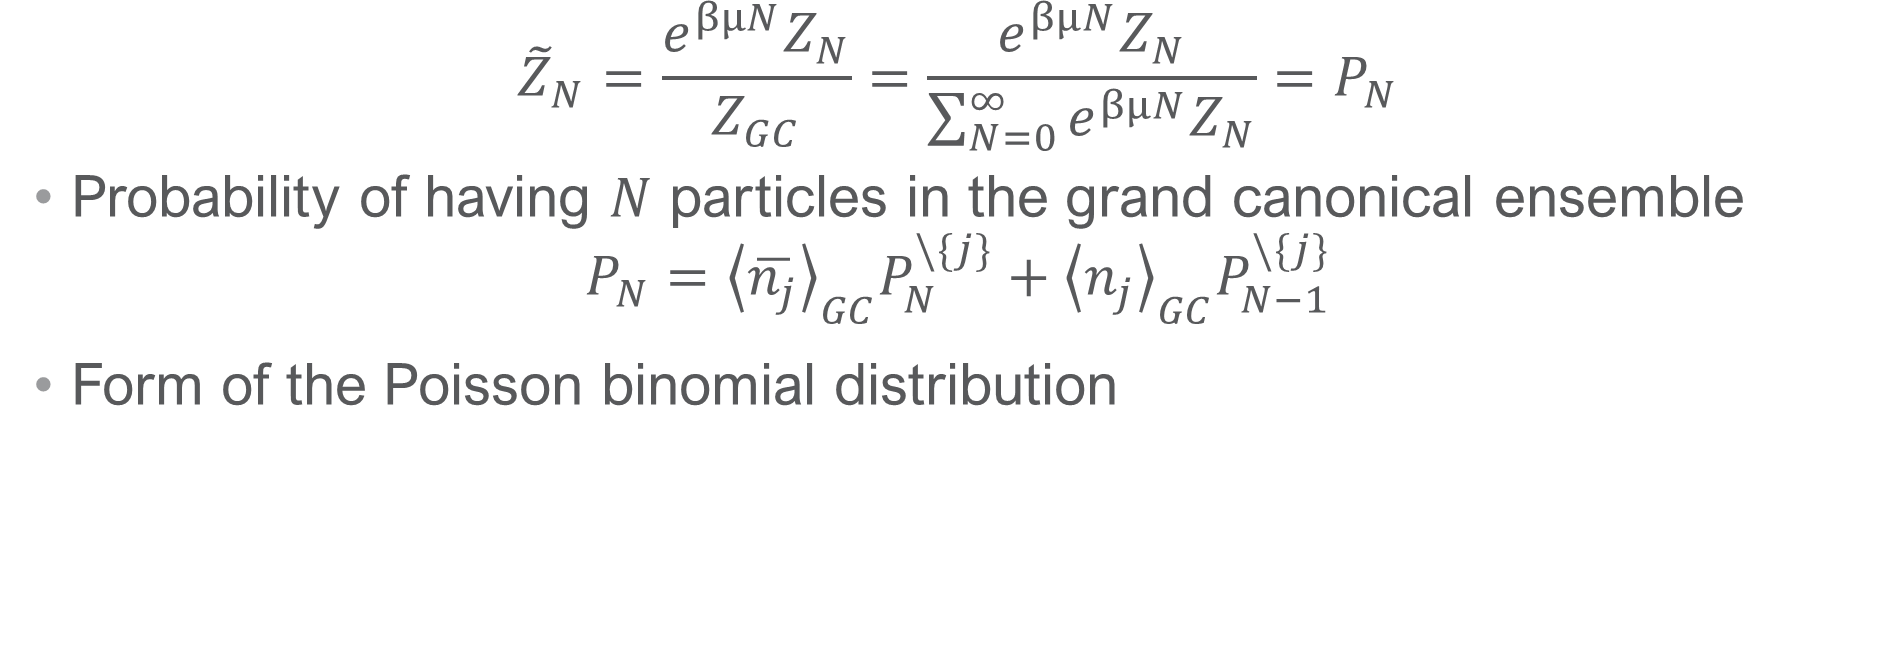 Z̃_N = e^{βμN} Z_N / Z_{GC} = e^{βμN} Z_N / ∑_{N=0}^{∞} e^{βμN} Z_N = P_N
• Probability of having N particles in the grand canonical ensemble
P_N = ⟨n̅_j⟩_{GC} P_N^{\{j}} + ⟨n_j⟩_{GC} P_{N−1}^{\{j}}
• Form of the Poisson binomial distribution